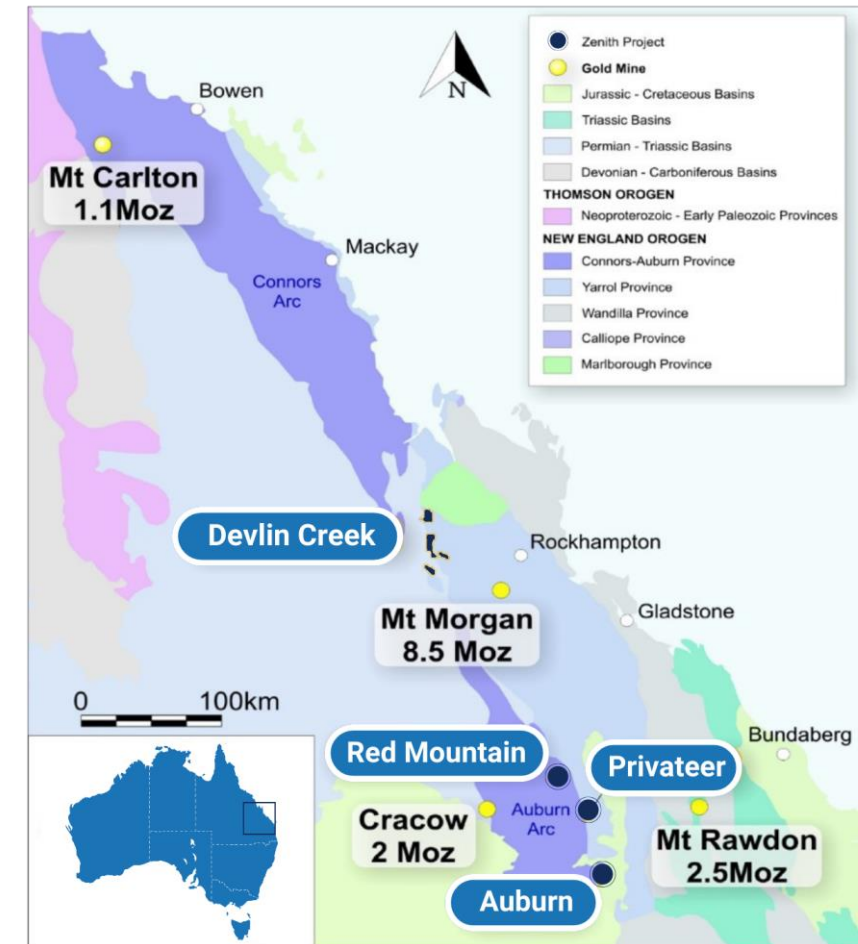 Zenith Project
Gold Mine
Jurassic - Cretaceous Basins
Triassic Basins
Permian - Triassic Basins
Devonian - Carboniferous Basins
THOMSON OROGEN
Neoproterozoic - Early Paleozoic Provinces
NEW ENGLAND OROGEN
Connors-Auburn Province
Yarrol Province
Wandilla Province
Calliope Province
Marlborough Province
N
Bowen
Mt Carlton
1.1Moz
Mackay
Connors
Arc
Devlin Creek
Rockhampton
Mt Morgan
8.5 Moz
Gladstone
0 100km
Bundaberg
Red Mountain
Privateer
Cracow
2 Moz
Auburn
Arc
Mt Rawdon
2.5Moz
Auburn